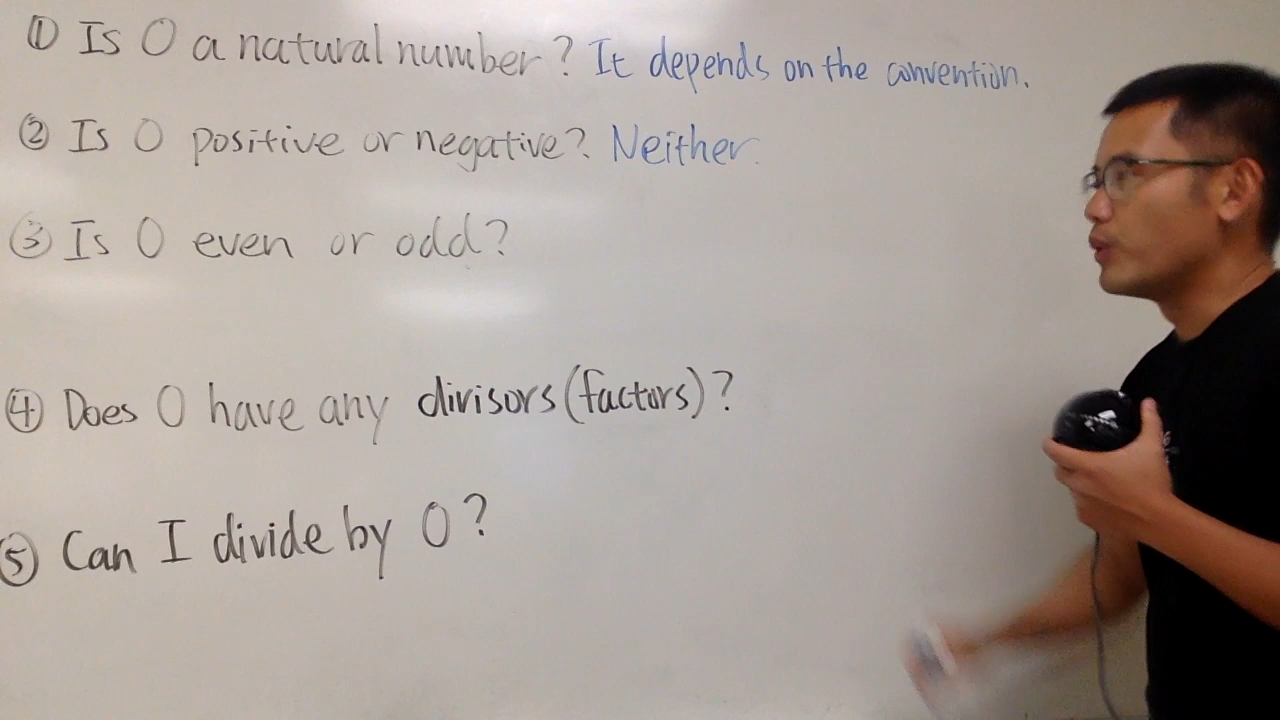 ① Is 0 a natural number? It depends on the convention.
② Is 0 positive or negative? Neither.
③ Is 0 even or odd?
④ Does 0 have any divisors (factors)?
⑤ Can I divide by 0?